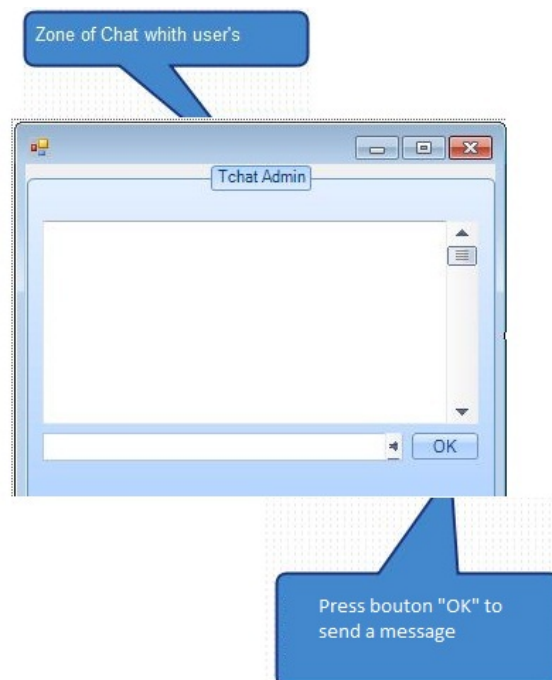 Zone of Chat whith user's
Tchat Admin
OK
Press bouton "OK" to
send a message